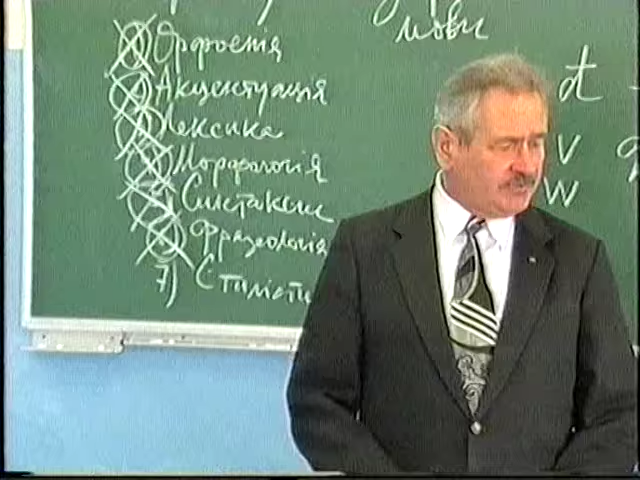 мови
Орфоепія
Акцентуація
Лексика
Морфологія
Синтаксис
Фразеологія
7) Стилісти
t
V
W